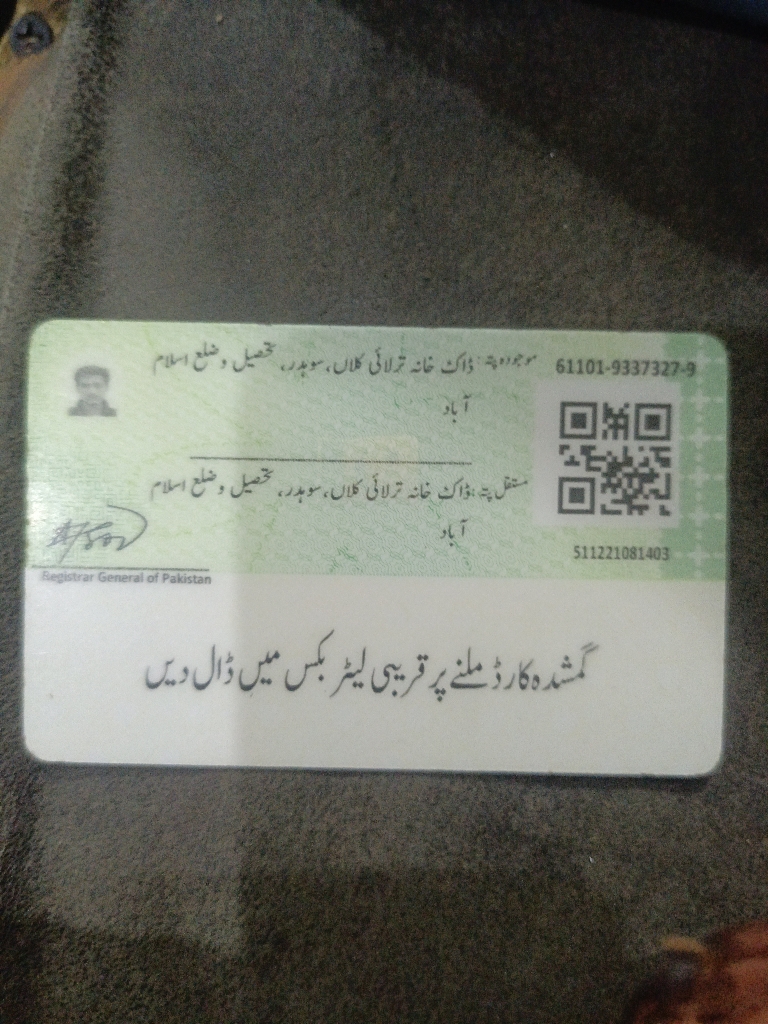 61101-9337327-9
موجودہ پتہ: ڈاک خانہ ترلائی کلاں، سوہدر، تحصیل و ضلع اسلام
آباد
مستقل پتہ: ڈاک خانہ ترلائی کلاں، سوہدر، تحصیل و ضلع اسلام
آباد
511221081403
Registrar General of Pakistan
گمشدہ کارڈ ملنے پر قریبی لیٹر بکس میں ڈال دیں